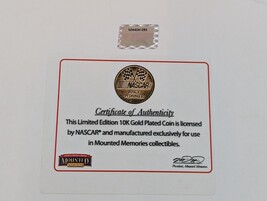 NASCAR
Certificate of Authenticity
This Limited Edition 10K Gold Plated Coin is licensed
by NASCAR® and manufactured exclusively for use
in Mounted Memories collectibles.
MOUNTED